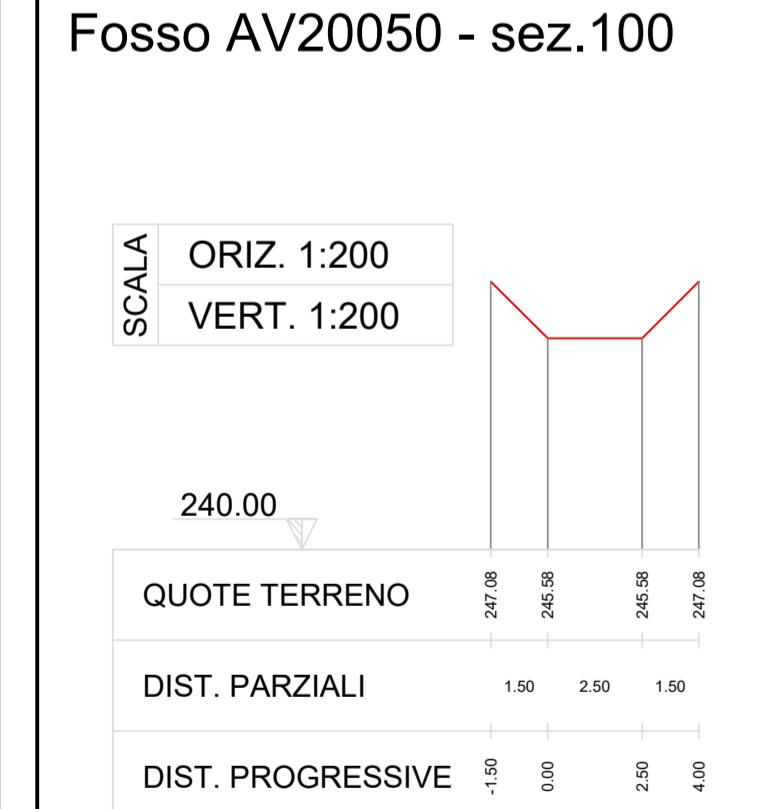 Fosso AV20050 - sez.100
SCALA
ORIZ. 1:200
VERT. 1:200
240.00
QUOTE TERRENO 247.08 245.58 245.58 247.08
DIST. PARZIALI 1.50 2.50 1.50
DIST. PROGRESSIVE -1.50 0.00 2.50 4.00